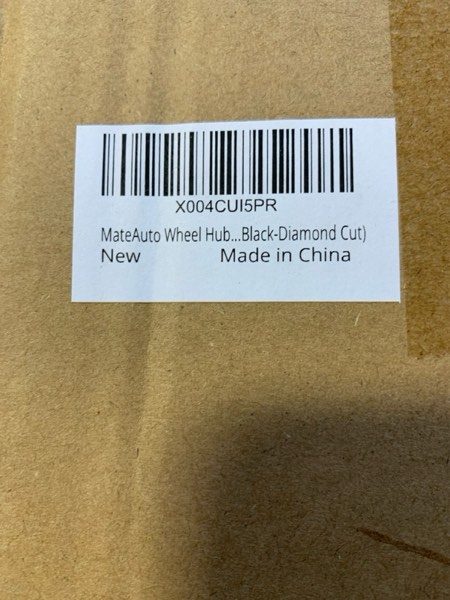 X004CUI5PR
MateAuto Wheel Hub...Black-Diamond Cut)
New Made in China